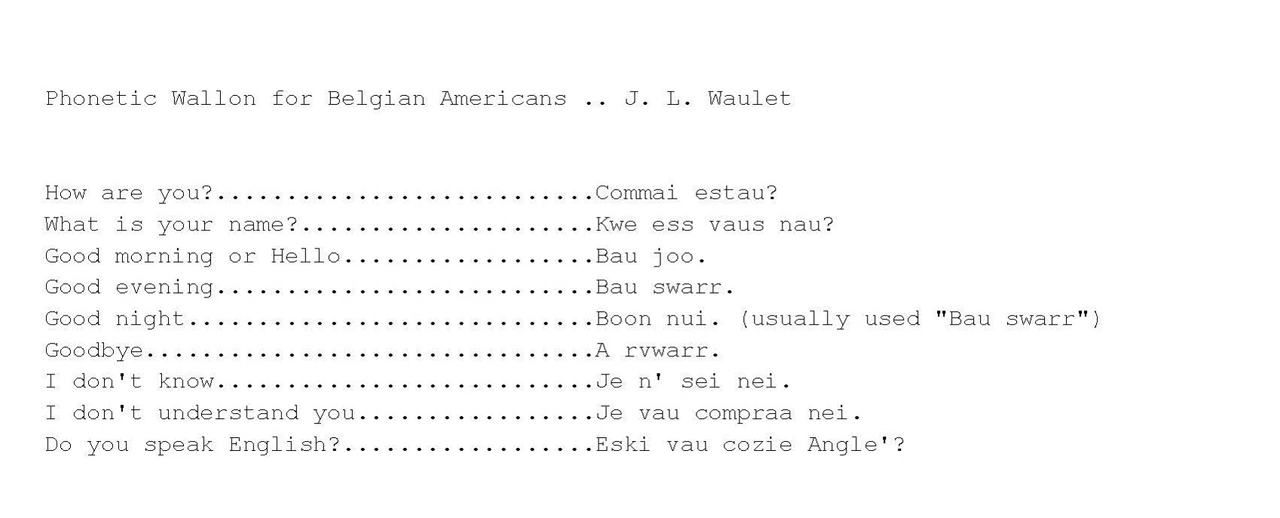 Phonetic Wallon for Belgian Americans .. J. L. Waulet
How are you?...........................Commai estau?
What is your name?.....................Kwe ess vaus nau?
Good morning or Hello..................Bau joo.
Good evening...........................Bau swarr.
Good night.............................Boon nui. (usually used "Bau swarr")
Goodbye................................A rvwarr.
I don't know...........................Je n' sei nei.
I don't understand you.................Je vau compraa nei.
Do you speak English?..................Eski vau cozie Angle'?